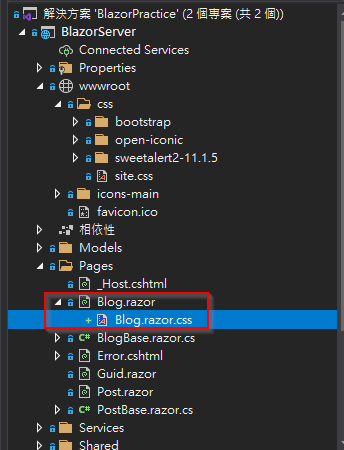 解決方案 'BlazorPractice' (2 個專案 (共 2 個))
BlazorServer
Connected Services
Properties
wwwroot
css
bootstrap
open-iconic
sweetalert2-11.1.5
site.css
icons-main
favicon.ico
相依性
Models
Pages
_Host.cshtml
Blog.razor
Blog.razor.css
C# BlogBase.razor.cs
Error.cshtml
Guid.razor
Post.razor
C# PostBase.razor.cs
Services
Shared